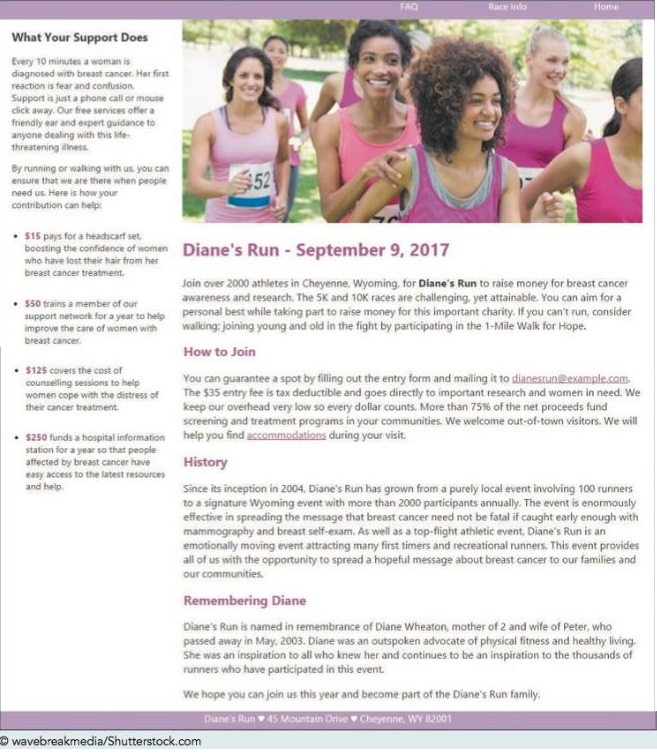 FAQ Race Info Home
What Your Support Does
Every 10 minutes a woman is
diagnosed with breast cancer. Her first
reaction is fear and confusion.
Support is just a phone call or mouse
click away. Our free services offer a
friendly ear and expert guidance to
anyone dealing with this life-
threatening illness.
By running or walking with us, you can
ensure that we are there when people
need us. Here is how your
contribution can help:
• $15 pays for a headscarf set,
boosting the confidence of women
who have lost their hair from her
breast cancer treatment.
• $50 trains a member of our
support network for a year to help
improve the care of women with
breast cancer.
• $125 covers the cost of
counselling sessions to help
women cope with the distress of
their cancer treatment.
• $250 funds a hospital information
station for a year so that people
affected by breast cancer have
easy access to the latest resources
and help.
52
Diane's Run - September 9, 2017
Join over 2000 athletes in Cheyenne, Wyoming, for Diane's Run to raise money for breast cancer
awareness and research. The 5K and 10K races are challenging, yet attainable. You can aim for a
personal best while taking part to raise money for this important charity. If you can't run, consider
walking; joining young and old in the fight by participating in the 1-Mile Walk for Hope.
How to Join
You can guarantee a spot by filling out the entry form and mailing it to dianesrun@example.com.
The $35 entry fee is tax deductible and goes directly to important research and women in need. We
keep our overhead very low so every dollar counts. More than 75% of the net proceeds fund
screening and treatment programs in your communities. We welcome out-of-town visitors. We will
help you find accommodations during your visit.
History
Since its inception in 2004, Diane's Run has grown from a purely local event involving 100 runners
to a signature Wyoming event with more than 2000 participants annually. The event is enormously
effective in spreading the message that breast cancer need not be fatal if caught early enough with
mammography and breast self-exam. As well as a top-flight athletic event, Diane's Run is an
emotionally moving event attracting many first timers and recreational runners. This event provides
all of us with the opportunity to spread a hopeful message about breast cancer to our families and
our communities.
Remembering Diane
Diane's Run is named in remembrance of Diane Wheaton, mother of 2 and wife of Peter, who
passed away in May, 2003. Diane was an outspoken advocate of physical fitness and healthy living.
She was an inspiration to all who knew her and continues to be an inspiration to the thousands of
runners who have participated in this event.
We hope you can join us this year and become part of the Diane's Run family.
Diane's Run ♥ 45 Mountain Drive ♥ Cheyenne, WY 82001
© wavebreakmedia/Shutterstock.com